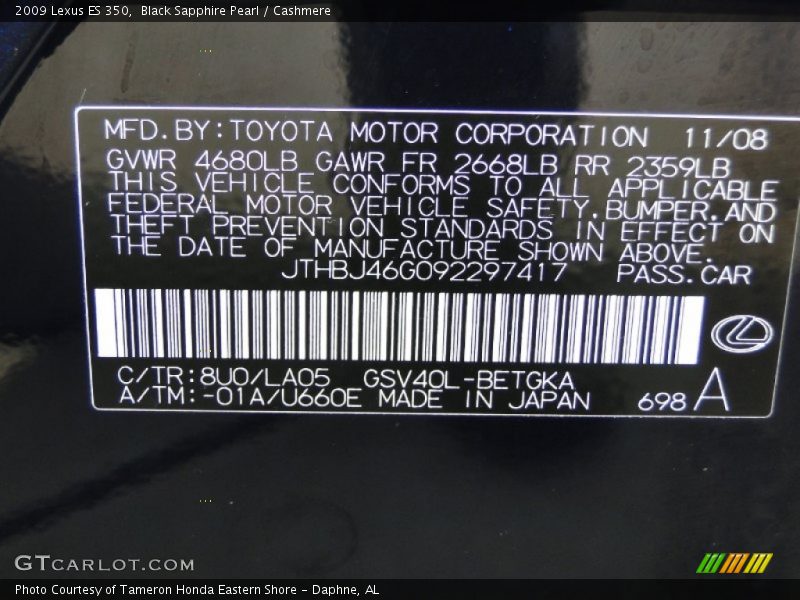 2009 Lexus ES 350,  Black Sapphire Pearl / Cashmere
MFD.BY:TOYOTA MOTOR CORPORATION 11/08
GVWR 4680LB GAWR FR 2668LB RR 2359LB
THIS VEHICLE CONFORMS TO ALL APPLICABLE
FEDERAL MOTOR VEHICLE SAFETY.BUMPER.AND
THEFT PREVENTION STANDARDS IN EFFECT ON
THE DATE OF MANUFACTURE SHOWN ABOVE.
JTHBJ46G092297417 PASS.CAR
C/TR:8U0/LA05 GSV40L-BETGKA
A/TM:-01A/U660E MADE IN JAPAN 698 A
GTCARLOT.COM
Photo Courtesy of Tameron Honda Eastern Shore - Daphne, AL